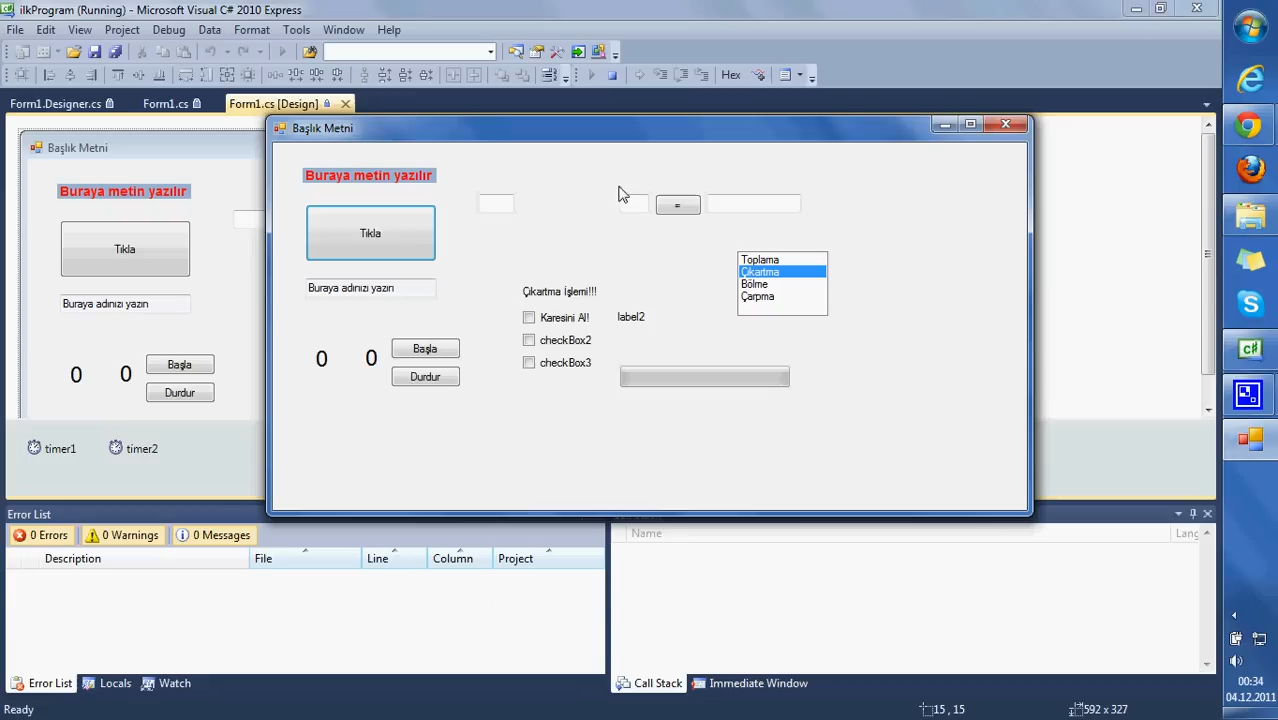 ilkProgram (Running) - Microsoft Visual C# 2010 Express
File Edit View Project Debug Data Format Tools Window Help
Hex
Form1.Designer.cs Form1.cs Form1.cs [Design]
Başlık Metni
Buraya metin yazılır
Tıkla
Buraya adınızı yazın
0 0 Başla
Durdur
timer1 timer2
Başlık Metni
Buraya metin yazılır
=
Tıkla
Toplama
Çıkartma
Bölme
Çarpma
Buraya adınızı yazın
Çıkartma İşlemi!!!
Karesini Al! label2
checkBox2
checkBox3
0 0 Başla
Durdur
Error List
0 Errors 0 Warnings 0 Messages
Description File Line Column Project
Name Lang
Error List Locals Watch
Call Stack Immediate Window
Ready 15 , 15 592 x 327
00:34
04.12.2011